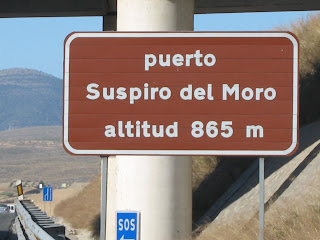 puerto
Suspiro del Moro
altitud 865 m
SOS